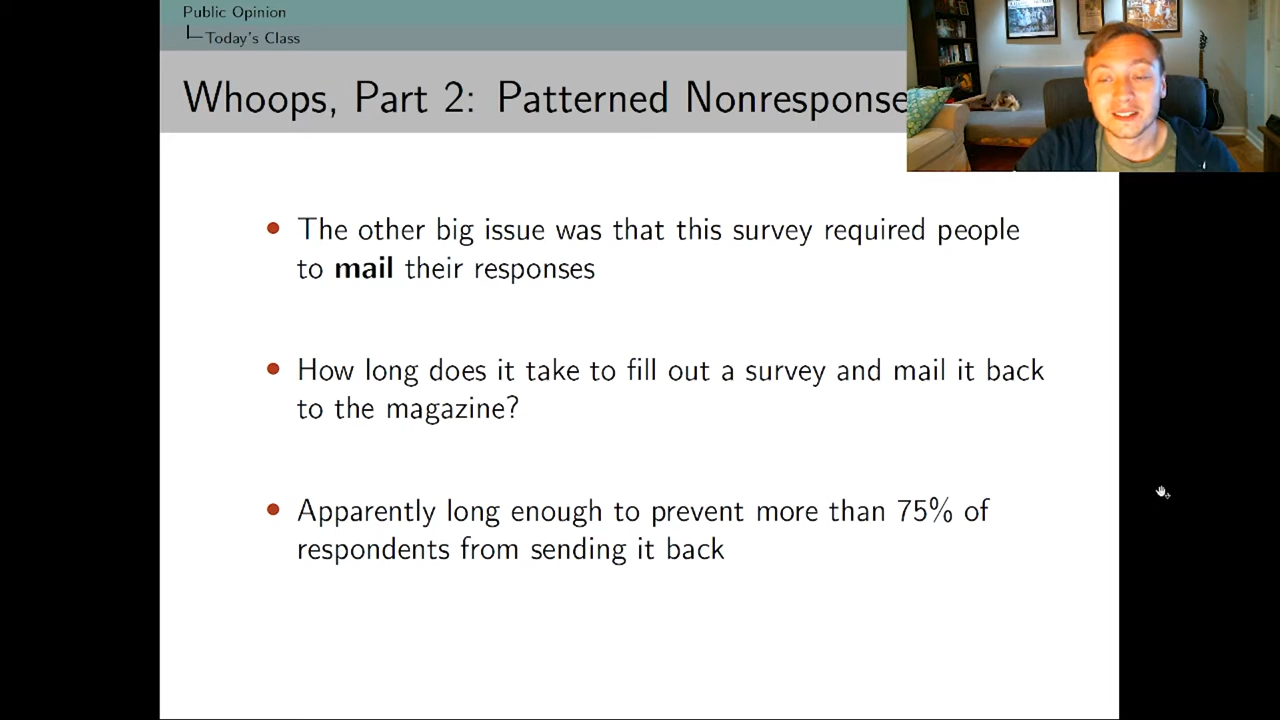 Public Opinion
Today's Class
Whoops, Part 2: Patterned Nonresponse
• The other big issue was that this survey required people
to mail their responses
• How long does it take to fill out a survey and mail it back
to the magazine?
• Apparently long enough to prevent more than 75% of
respondents from sending it back